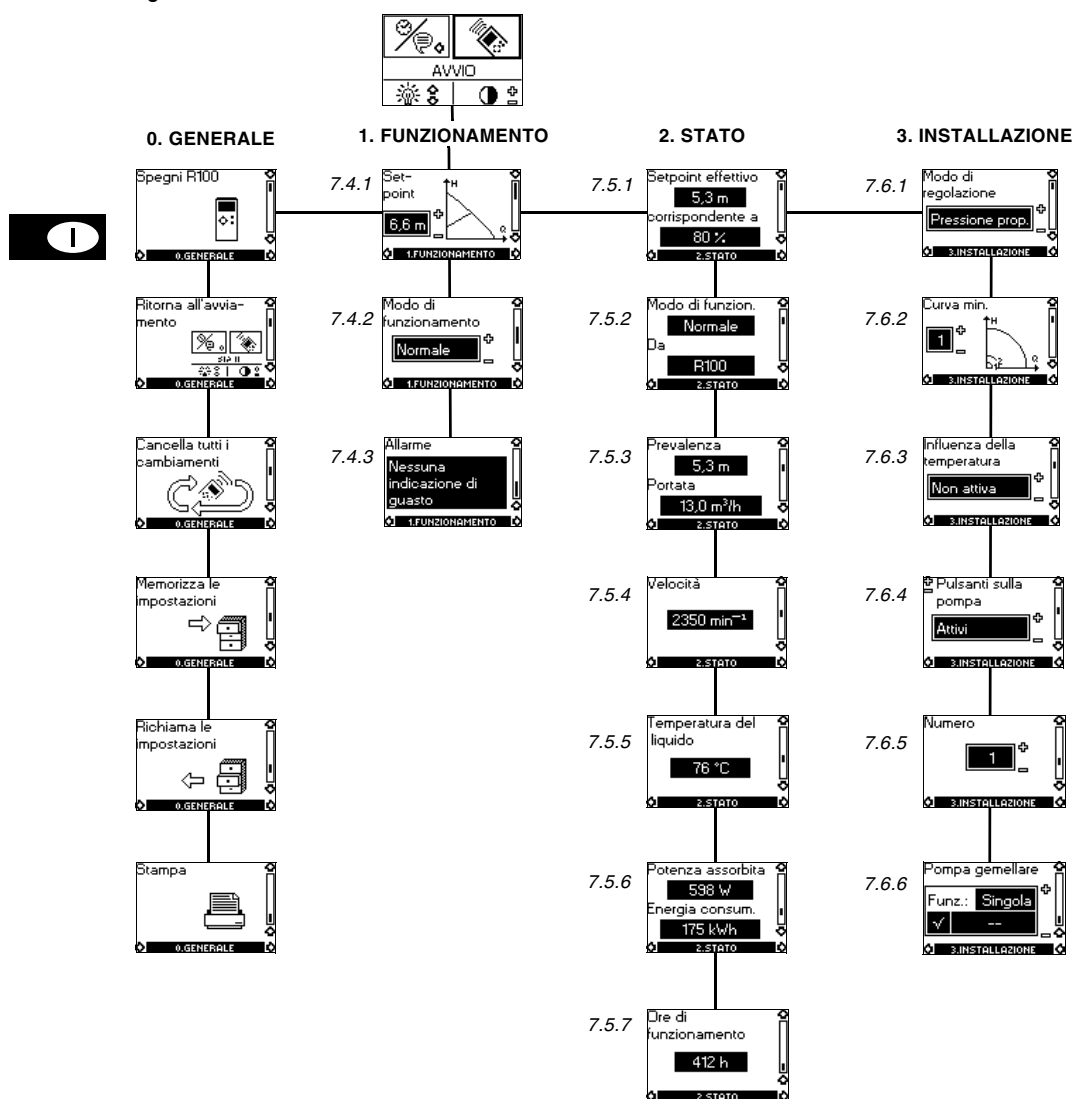 AVVIO
0. GENERALE
1. FUNZIONAMENTO
2. STATO
3. INSTALLAZIONE
Spegni R100
0.GENERALE
7.4.1
Set-
point
H
6,6 m
Q
1.FUNZIONAMENTO
7.5.1
Setpoint effettivo
5,3 m
corrispondente a
80 %
2.STATO
7.6.1
Modo di
regolazione
Pressione prop.
3.INSTALLAZIONE
I
Ritorna all'avvia-
mento
0.GENERALE
7.4.2
Modo di
funzionamento
Normale
1.FUNZIONAMENTO
7.5.2
Modo di funzion.
Normale
Da
R100
2.STATO
7.6.2
Curva min.
1
H
Q
3.INSTALLAZIONE
Cancella tutti i
cambiamenti
0.GENERALE
7.4.3
Allarme
Nessuna
indicazione di
guasto
1.FUNZIONAMENTO
7.5.3
Prevalenza
5,3 m
Portata
13,0 m³/h
2.STATO
7.6.3
Influenza della
temperatura
Non attiva
3.INSTALLAZIONE
Memorizza le
impostazioni
0.GENERALE
7.5.4
Velocità
2350 min⁻¹
2.STATO
7.6.4
Pulsanti sulla
pompa
Attivi
3.INSTALLAZIONE
Richiama le
impostazioni
0.GENERALE
7.5.5
Temperatura del
liquido
76 °C
2.STATO
7.6.5
Numero
1
3.INSTALLAZIONE
Stampa
0.GENERALE
7.5.6
Potenza assorbita
598 W
Energia consum.
175 kWh
2.STATO
7.6.6
Pompa gemellare
Funz.: Singola
√ --
3.INSTALLAZIONE
7.5.7
Ore di
funzionamento
412 h
2.STATO